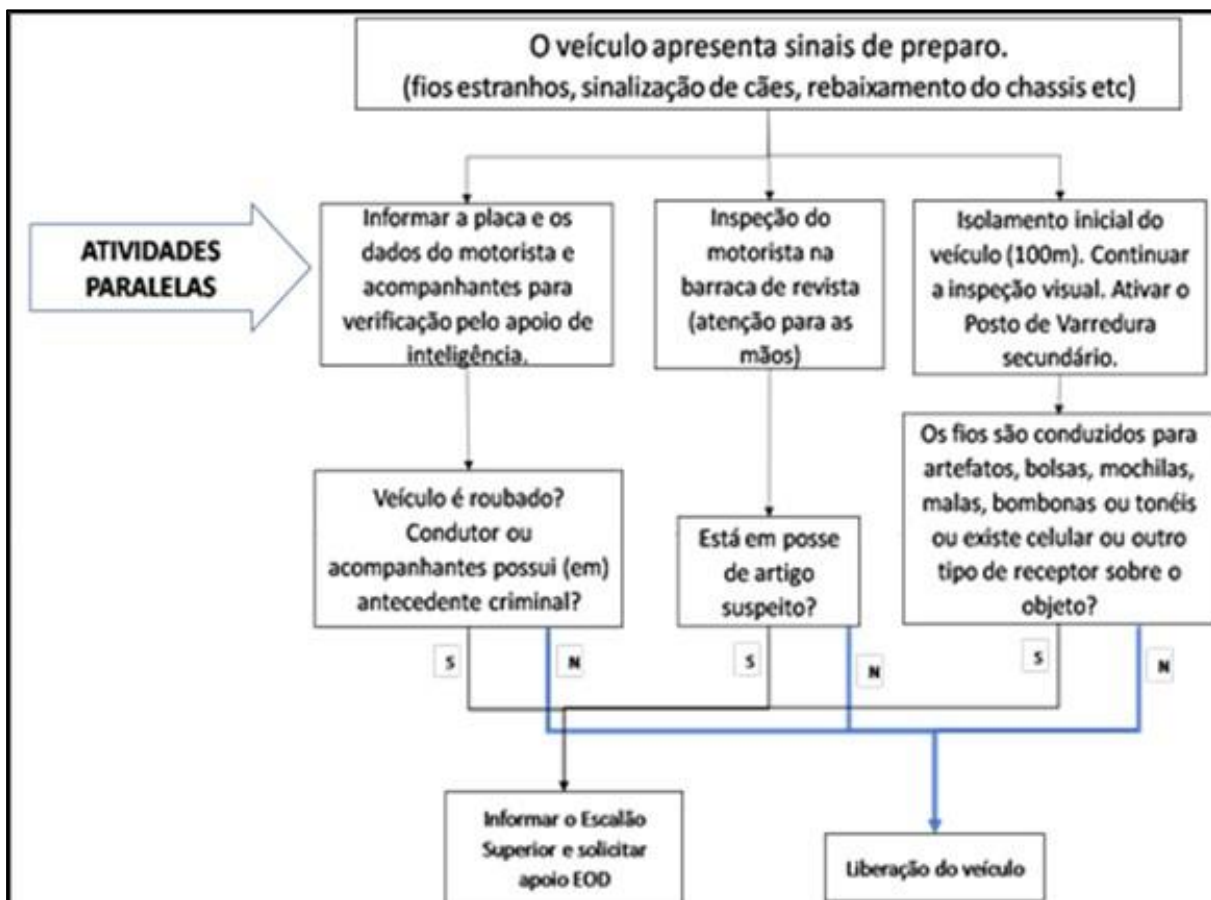 O veículo apresenta sinais de preparo.
(fios estranhos, sinalização de cães, rebaixamento do chassis etc)
ATIVIDADES
PARALELAS
Informar a placa e os
dados do motorista e
acompanhantes para
verificação pelo apoio de
inteligência.
Inspeção do
motorista na
barraca de revista
(atenção para as
mãos)
Isolamento inicial do
veículo (100m). Continuar
a inspeção visual. Ativar o
Posto de Varredura
secundário.
Veículo é roubado?
Condutor ou
acompanhantes possui (em)
antecedente criminal?
Está em posse
de artigo
suspeito?
Os fios são conduzidos para
artefatos, bolsas, mochilas,
malas, bombonas ou tonéis
ou existe celular ou outro
tipo de receptor sobre o
objeto?
S
N
S
N
S
N
Informar o Escalão
Superior e solicitar
apoio EOD
Liberação do veículo